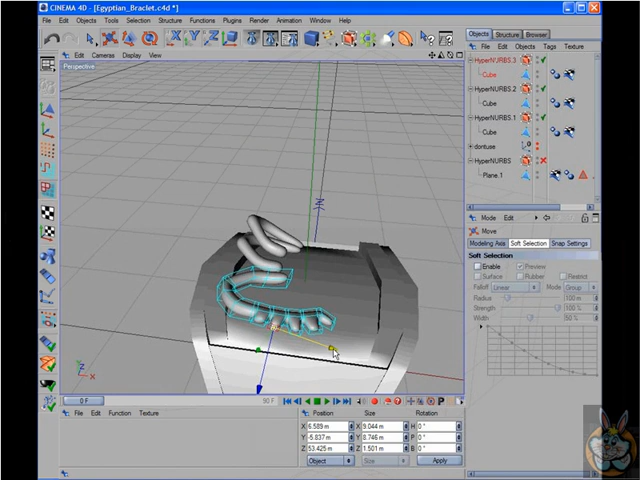 CINEMA 4D - [Egyptian_Braclet.c4d *]
File Edit Objects Tools Selection Structure Functions Plugins Render Animation Window Help
Edit Cameras Display View
Perspective
Objects Structure Browser
File Edit Objects Tags Texture
HyperNURBS.3
Cube
HyperNURBS.2
Cube
HyperNURBS.1
Cube
dontuse
HyperNURBS
Plane.1
Mode Edit
Move
Modeling Axis Soft Selection Snap Settings
Soft Selection
Enable Preview
Surface Rubber Restrict
Falloff Linear Mode Group
Radius 100 m
Strength 100 %
Width 50 %
Y
Z X
0 F 90 F
File Edit Function Texture
Position Size Rotation
X 6.589 m X 9.044 m H 0 °
Y -5.837 m Y 8.746 m P 0 °
Z 53.425 m Z 1.501 m B 0 °
Object Size Apply